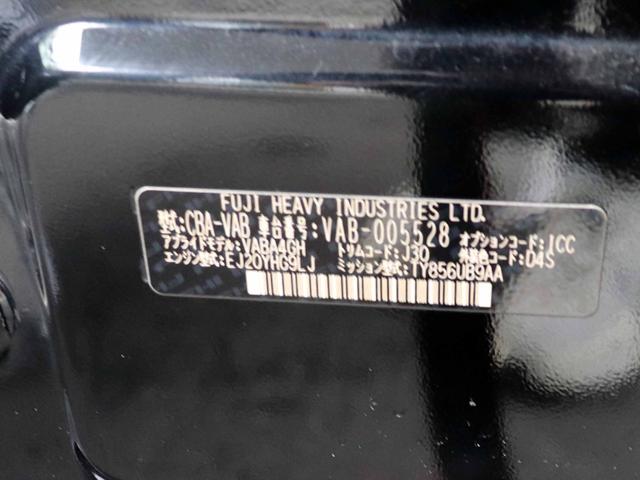 FUJI HEAVY INDUSTRIES LTD.
型式:CBA-VAB 車台番号:VAB-005528 オプションコード:ICC
アプライドモデル:VABA4GH トリムコード:J30 外装色コード:D4S
エンジン型式:EJ20YHG9LJ ミッション型式:TY856UB9AA